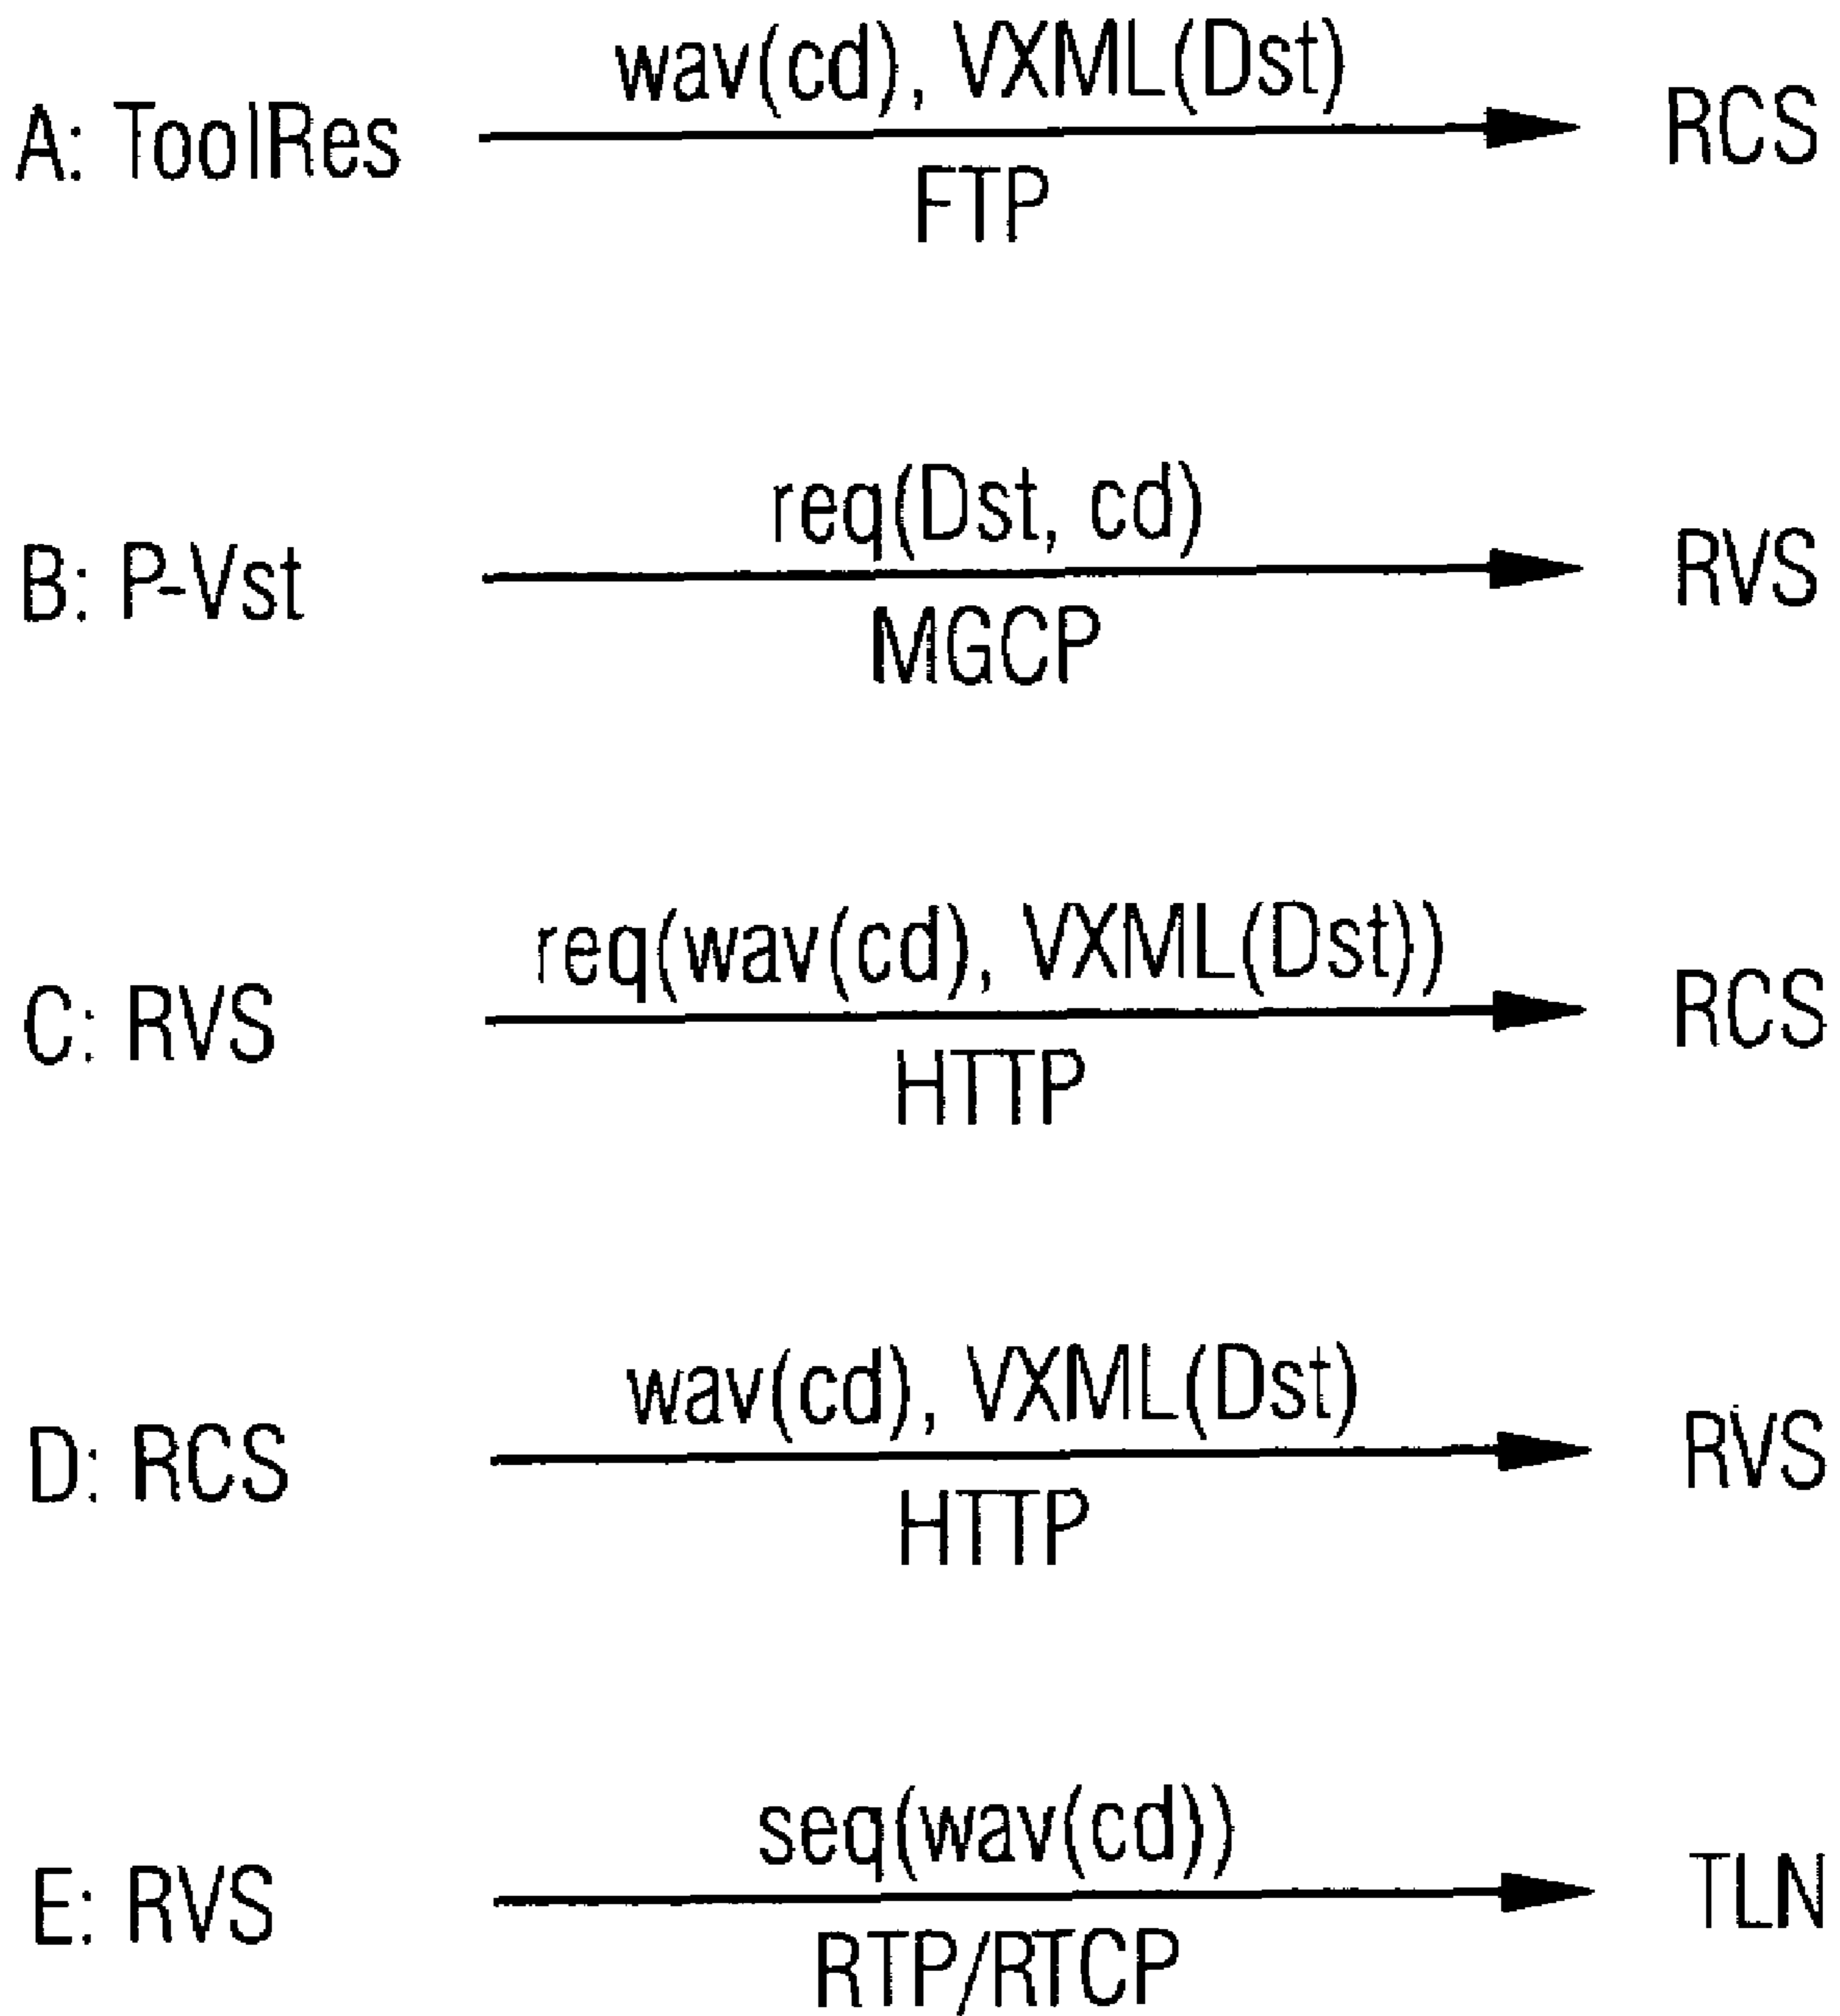 wav(cd), VXML(Dst)
A: ToolRes RCS
FTP
req(Dst, cd)
B: P-Vst RVS
MGCP
req(wav(cd), VXML(Dst))
C: RVS RCS
HTTP
wav(cd), VXML(Dst)
D: RCS RVS
HTTP
seq(wav(cd))
E: RVS TLN
RTP/RTCP